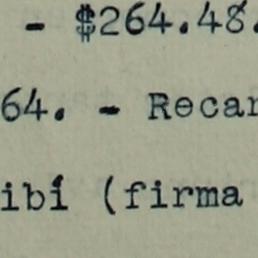 - $264.48.
64. - Recar
ibí (firma